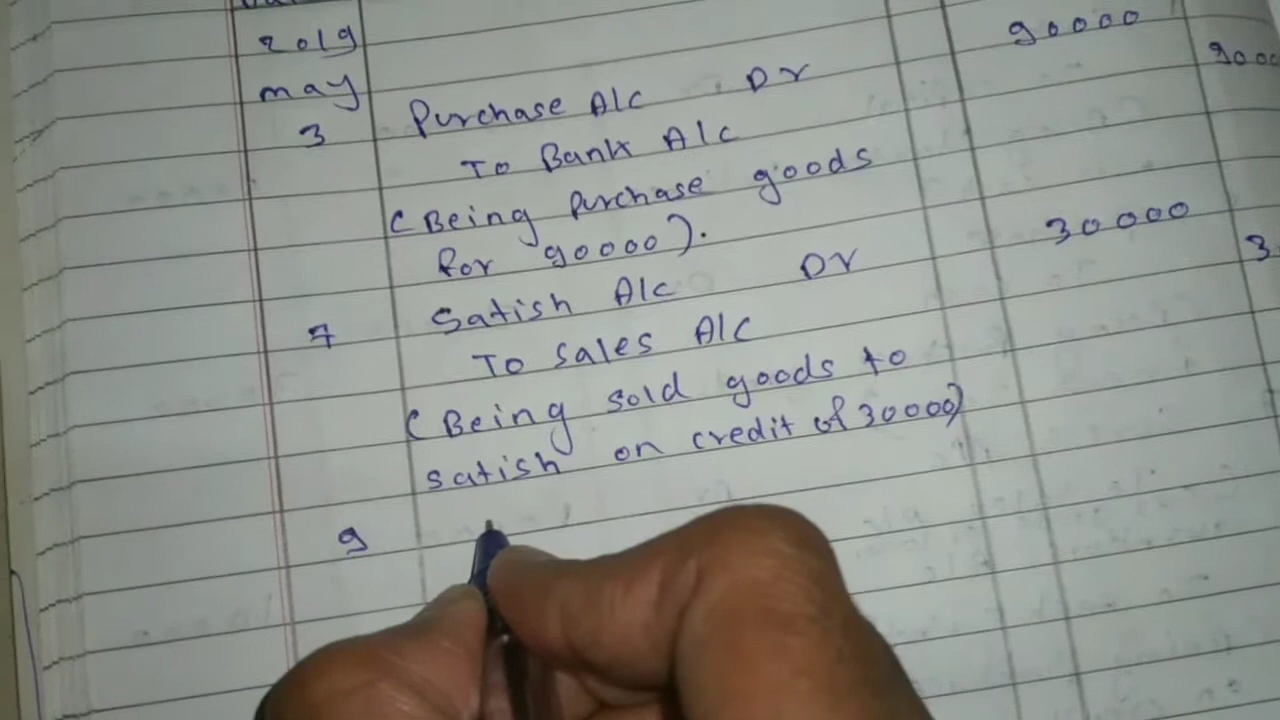 2019 90000
may 9000
3 Purchase A/c Dr
To Bank A/c
(Being purchase goods
for 90000).
7 Satish A/c Dr 30000
To sales A/c 3
(Being sold goods to
satish on credit of 30000)
9